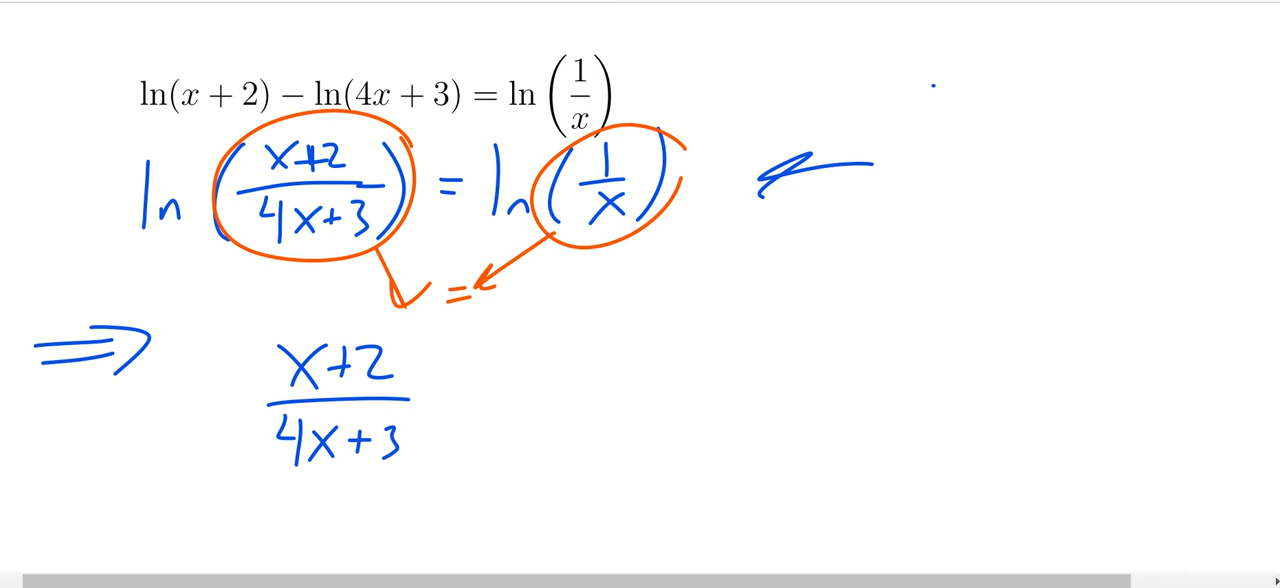 ln(x + 2) − ln(4x + 3) = ln(1/x)
ln((x+2)/(4x+3)) = ln(1/x)
=
⇒ (x+2)/(4x+3)